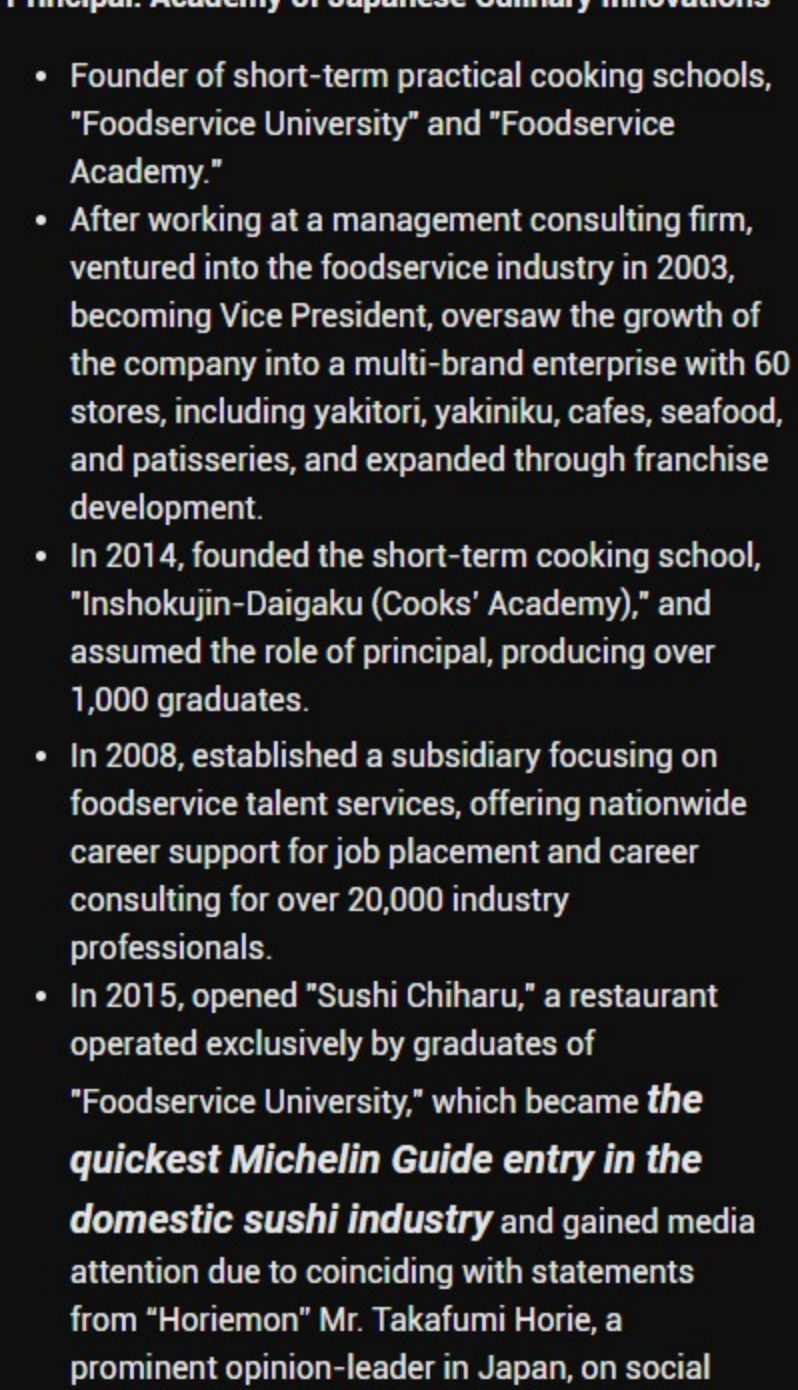 Principal: Academy of Japanese Culinary Innovations
• Founder of short-term practical cooking schools,
"Foodservice University" and "Foodservice
Academy."
• After working at a management consulting firm,
ventured into the foodservice industry in 2003,
becoming Vice President, oversaw the growth of
the company into a multi-brand enterprise with 60
stores, including yakitori, yakiniku, cafes, seafood,
and patisseries, and expanded through franchise
development.
• In 2014, founded the short-term cooking school,
"Inshokujin-Daigaku (Cooks' Academy)," and
assumed the role of principal, producing over
1,000 graduates.
• In 2008, established a subsidiary focusing on
foodservice talent services, offering nationwide
career support for job placement and career
consulting for over 20,000 industry
professionals.
• In 2015, opened "Sushi Chiharu," a restaurant
operated exclusively by graduates of
"Foodservice University," which became the
quickest Michelin Guide entry in the
domestic sushi industry and gained media
attention due to coinciding with statements
from “Horiemon” Mr. Takafumi Horie, a
prominent opinion-leader in Japan, on social